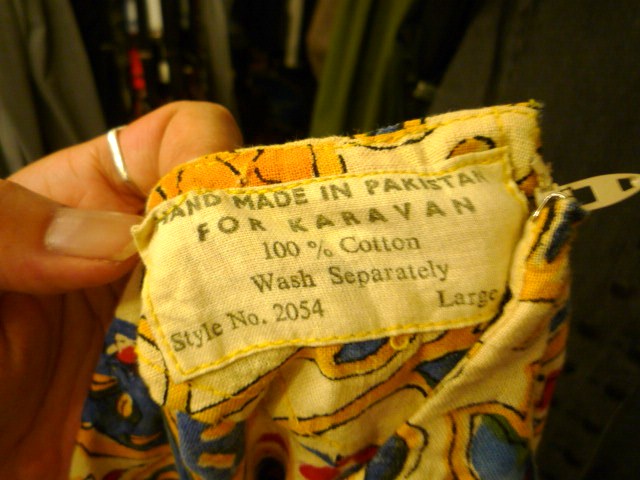 HAND MADE IN PAKISTAN
FOR KARAVAN
100 % Cotton
Wash Separately
Style No. 2054 Large